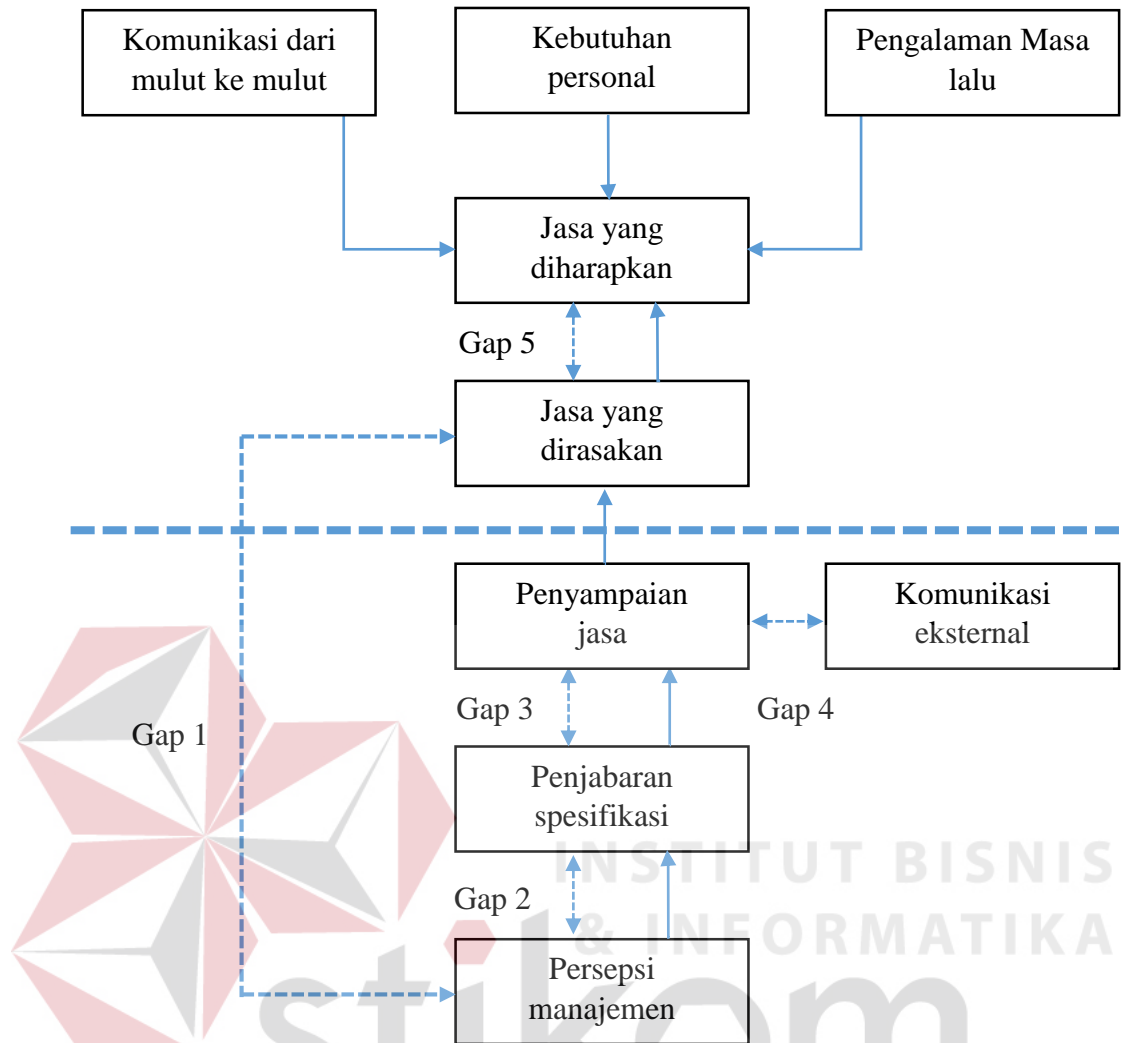 Komunikasi dari
mulut ke mulut
Kebutuhan
personal
Pengalaman Masa
lalu
Jasa yang
diharapkan
Gap 5
Jasa yang
dirasakan
Penyampaian
jasa
Komunikasi
eksternal
Gap 3
Gap 4
Gap 1
Penjabaran
spesifikasi
INSTITUT BISNIS
& INFORMATIKA
Gap 2
Persepsi
manajemen
stikom